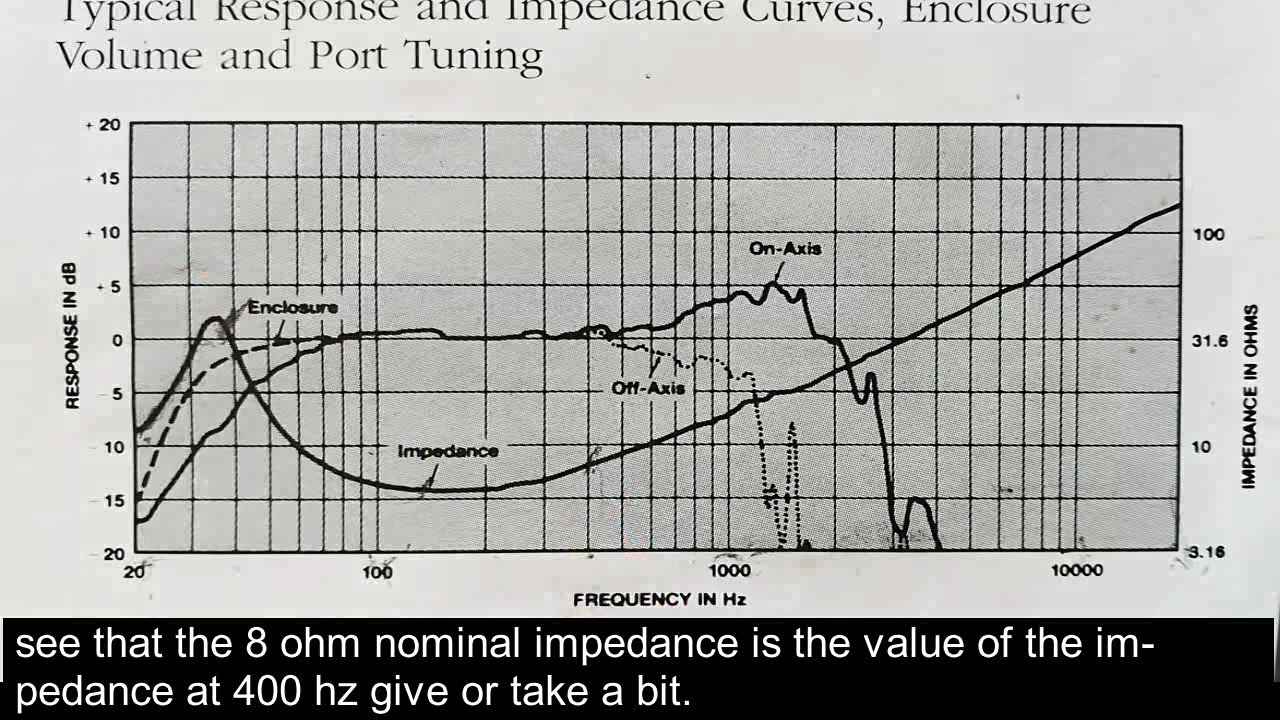 Typical Response and Impedance Curves, Enclosure
Volume and Port Tuning
+ 20
+ 15
+ 10
+ 5
0
- 5
- 10
- 15
- 20
RESPONSE IN dB
Enclosure
On-Axis
Off-Axis
Impedance
100
31.6
10
3.16
IMPEDANCE IN OHMS
20
100
1000
10000
FREQUENCY IN Hz
see that the 8 ohm nominal impedance is the value of the im-
pedance at 400 hz give or take a bit.